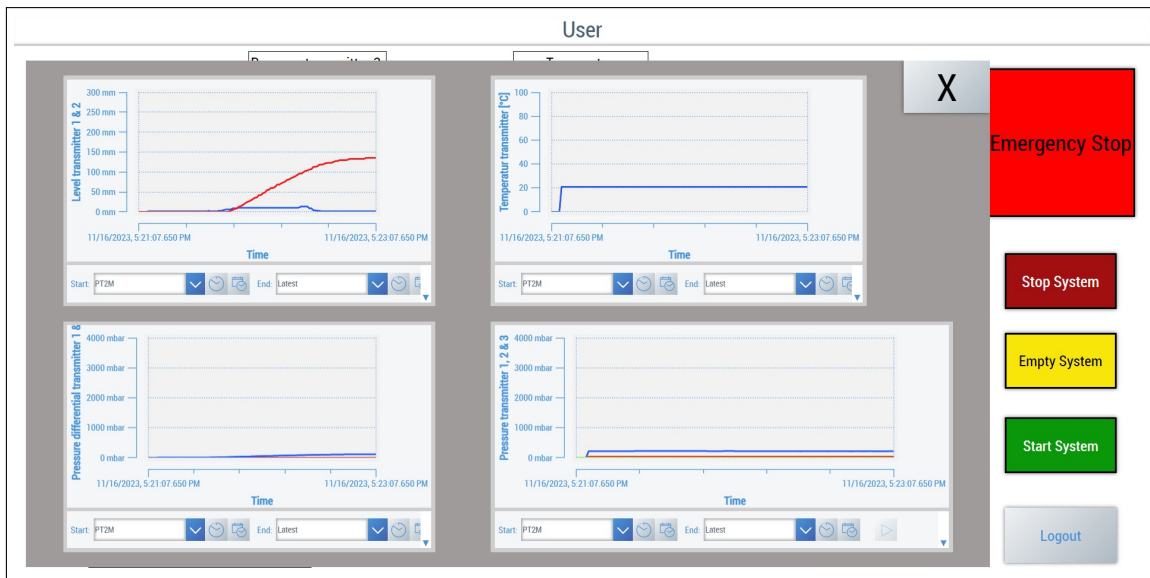 User
X
Emergency Stop
Level transmitter 1 & 2
300 mm
250 mm
200 mm
150 mm
100 mm
50 mm
0 mm
11/16/2023, 5:21:07.650 PM
11/16/2023, 5:23:07.650 PM
Time
Start: PT2M End: Latest
Temperatur transmitter [°C]
100
80
60
40
20
0
11/16/2023, 5:21:07.650 PM
11/16/2023, 5:23:07.650 PM
Time
Start: PT2M End: Latest
Stop System
Empty System
Start System
Logout
Pressure differential transmitter 1 &
4000 mbar
3000 mbar
2000 mbar
1000 mbar
0 mbar
11/16/2023, 5:21:07.650 PM
11/16/2023, 5:23:07.650 PM
Time
Start: PT2M End: Latest
Pressure transmitter 1, 2 & 3
4000 mbar
3000 mbar
2000 mbar
1000 mbar
0 mbar
11/16/2023, 5:21:07.650 PM
11/16/2023, 5:23:07.650 PM
Time
Start: PT2M End: Latest